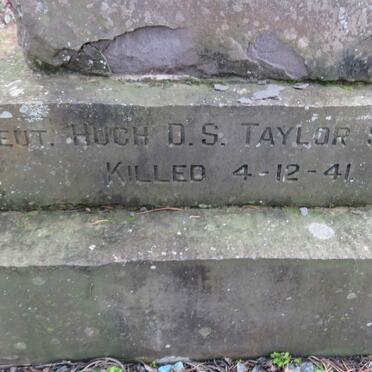 EUT. HUGH D. S. TAYLOR
KILLED 4-12-41